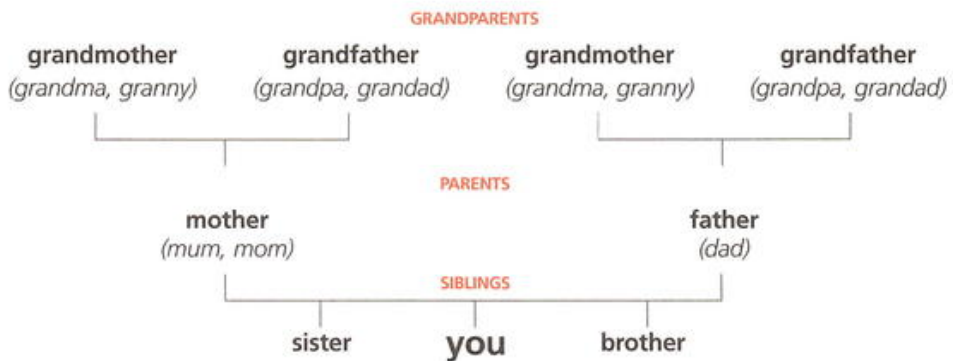 GRANDPARENTS
grandmother grandfather grandmother grandfather
(grandma, granny) (grandpa, grandad) (grandma, granny) (grandpa, grandad)
PARENTS
mother father
(mum, mom) (dad)
SIBLINGS
sister you brother